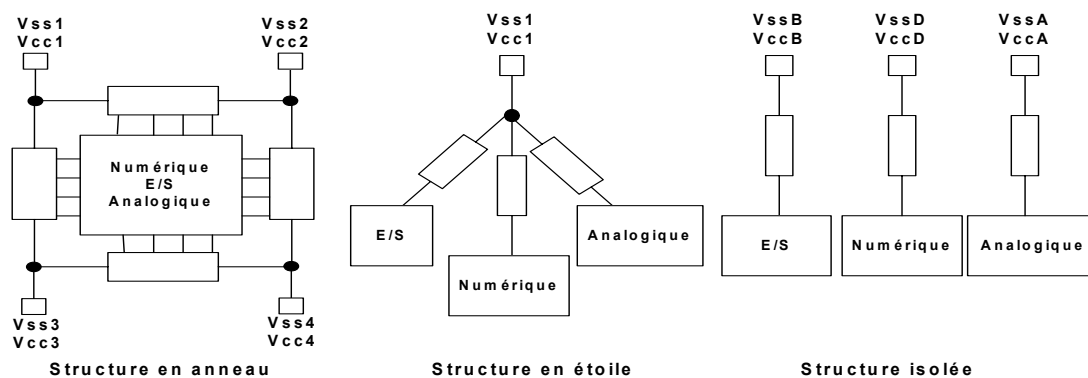 Vss1
Vcc1
Vss2
Vcc2
Numérique
E/S
Analogique
Vss3
Vcc3
Vss4
Vcc4
Structure en anneau
Vss1
Vcc1
E/S
Numérique
Analogique
Structure en étoile
VssB
VccB
VssD
VccD
VssA
VccA
E/S
Numérique
Analogique
Structure isolée